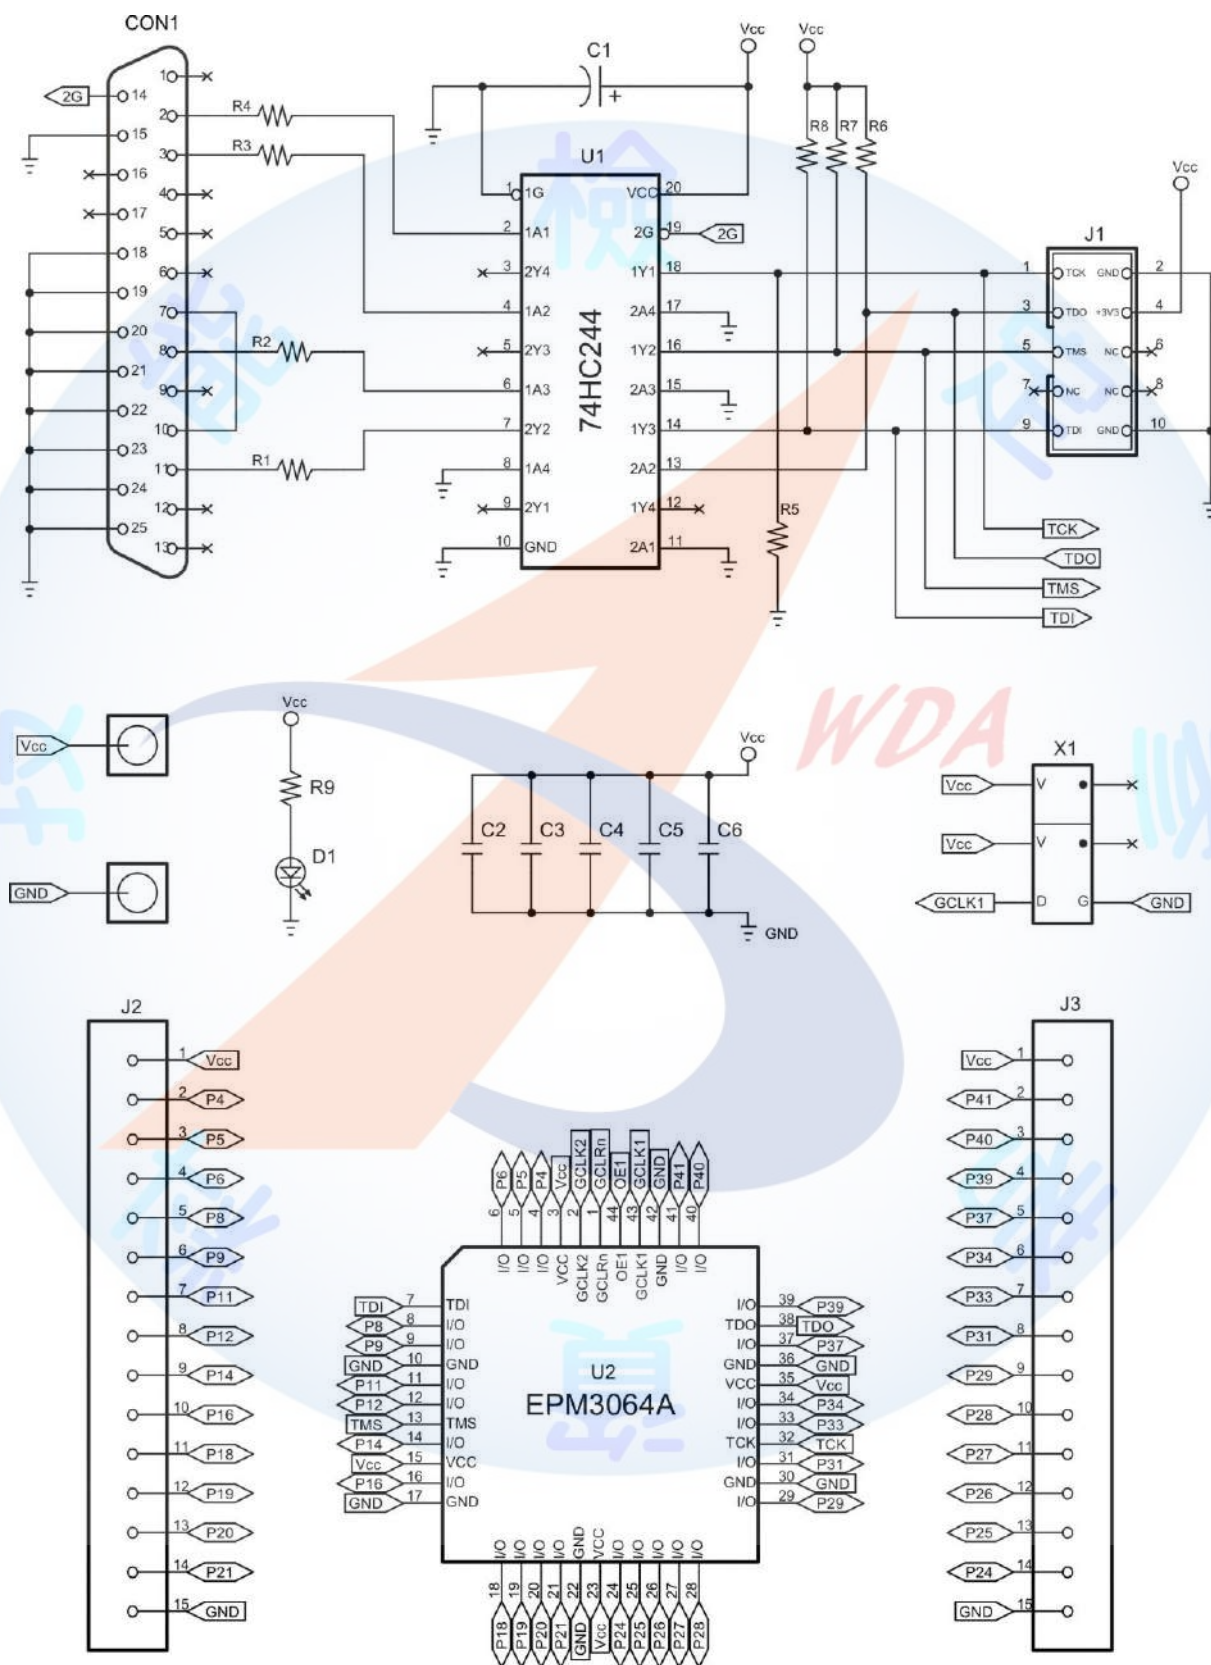 CON1
1
2G 14
2 R4
15
3 R3
16
4
17
5
18
6
19
7
20
8 R2
21
9
22
10
23
11 R1
24
12
25
13
C1
+
Vcc
Vcc
U1
74HC244
1 1G VCC 20
2 1A1 2G 19 2G
3 2Y4 1Y1 18
4 1A2 2A4 17
5 2Y3 1Y2 16
6 1A3 2A3 15
7 2Y2 1Y3 14
8 1A4 2A2 13
9 2Y1 1Y4 12
10 GND 2A1 11
R8 R7 R6
R5
Vcc
J1
1 TCK GND 2
3 TDO +3V3 4
5 TMS NC 6
7 NC NC 8
9 TDI GND 10
TCK
TDO
TMS
TDI
Vcc
GND
Vcc
R9
D1
Vcc
C2 C3 C4 C5 C6
GND
WDA
X1
Vcc V
Vcc V
GCLK1 D G GND
J2
1 Vcc
2 P4
3 P5
4 P6
5 P8
6 P9
7 P11
8 P12
9 P14
10 P16
11 P18
12 P19
13 P20
14 P21
15 GND
P6 P5 P4 Vcc GCLK2 GCLRn OE1 GCLK1 GND P41 P40
6 5 4 3 2 1 44 43 42 41 40
I/O I/O I/O VCC GCLK2 GCLRn OE1 GCLK1 GND I/O I/O
TDI 7 TDI I/O 39 P39
P8 8 I/O TDO 38 TDO
P9 9 I/O I/O 37 P37
GND 10 GND GND 36 GND
P11 11 I/O VCC 35 Vcc
P12 12 I/O I/O 34 P34
TMS 13 TMS I/O 33 P33
P14 14 I/O TCK 32 TCK
Vcc 15 VCC I/O 31 P31
P16 16 I/O GND 30 GND
GND 17 GND I/O 29 P29
U2
EPM3064A
I/O I/O I/O I/O GND VCC I/O I/O I/O I/O I/O
18 19 20 21 22 23 24 25 26 27 28
P18 P19 P20 P21 GND Vcc P24 P25 P26 P27 P28
J3
Vcc 1
P41 2
P40 3
P39 4
P37 5
P34 6
P33 7
P31 8
P29 9
P28 10
P27 11
P26 12
P25 13
P24 14
GND 15